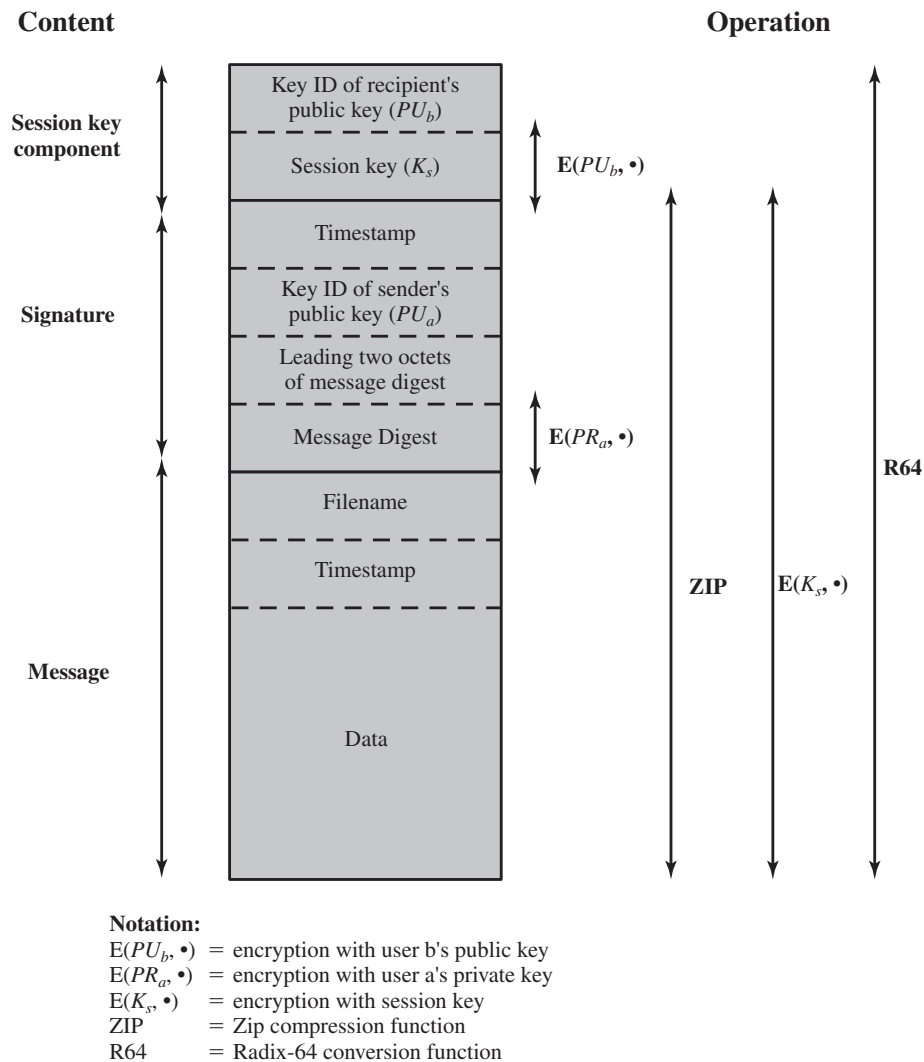 Content
Operation
Key ID of recipient's
public key (PUb)
Session key
component
Session key (Ks)
E(PUb, •)
Timestamp
Key ID of sender's
public key (PUa)
Signature
Leading two octets
of message digest
Message Digest
E(PRa, •)
R64
Filename
Timestamp
ZIP
E(Ks, •)
Message
Data
Notation:
E(PUb, •) = encryption with user b's public key
E(PRa, •) = encryption with user a's private key
E(Ks, •) = encryption with session key
ZIP = Zip compression function
R64 = Radix-64 conversion function